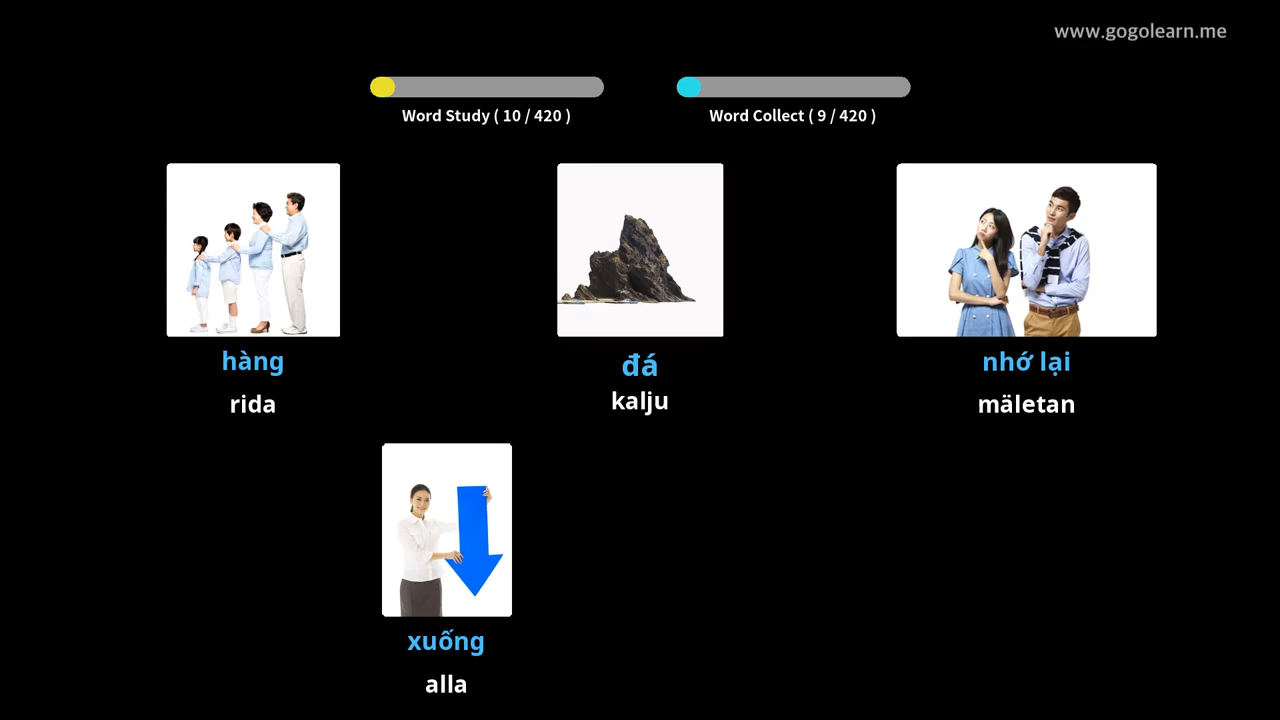 www.gogolearn.me
Word Study ( 10 / 420 )
Word Collect ( 9 / 420 )
hàng
rida
đá
kalju
nhớ lại
mäletan
xuống
alla